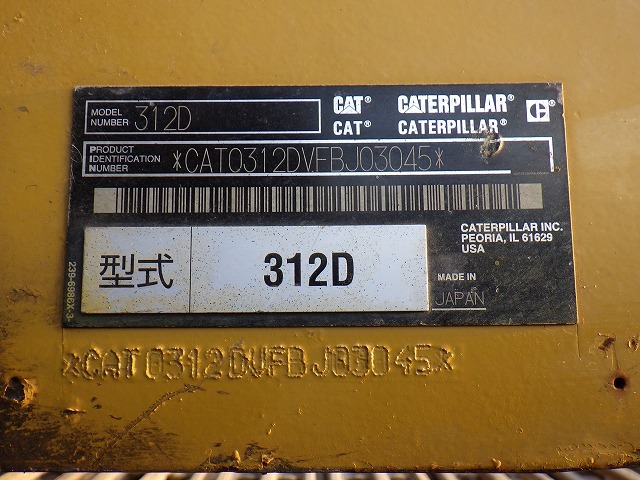 MODEL NUMBER 312D
CAT® CATERPILLAR®
CAT® CATERPILLAR®
PRODUCT IDENTIFICATION NUMBER *CAT0312DVFBJ03045*
CATERPILLAR INC.
PEORIA, IL 61629
USA
型式 312D
MADE IN
JAPAN
*CAT0312DVFBJ03045*